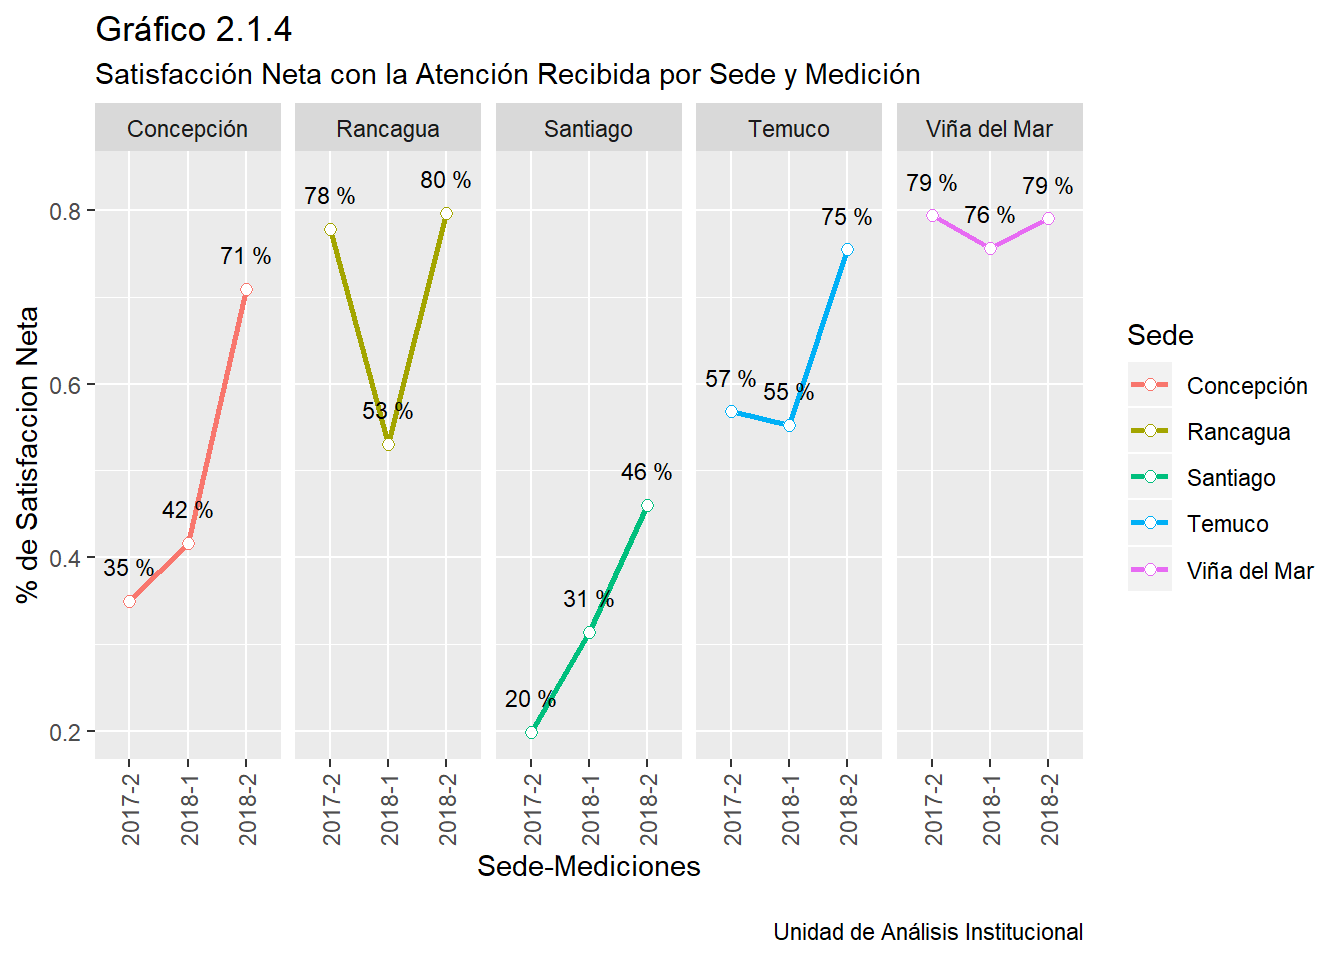 Gráfico 2.1.4
Satisfacción Neta con la Atención Recibida por Sede y Medición
Concepción
Rancagua
Santiago
Temuco
Viña del Mar
% de Satisfaccion Neta
0.8
0.6
0.4
0.2
35 %
42 %
71 %
78 %
53 %
80 %
20 %
31 %
46 %
57 %
55 %
75 %
79 %
76 %
79 %
2017-2
2018-1
2018-2
2017-2
2018-1
2018-2
2017-2
2018-1
2018-2
2017-2
2018-1
2018-2
2017-2
2018-1
2018-2
Sede-Mediciones
Sede
Concepción
Rancagua
Santiago
Temuco
Viña del Mar
Unidad de Análisis Institucional